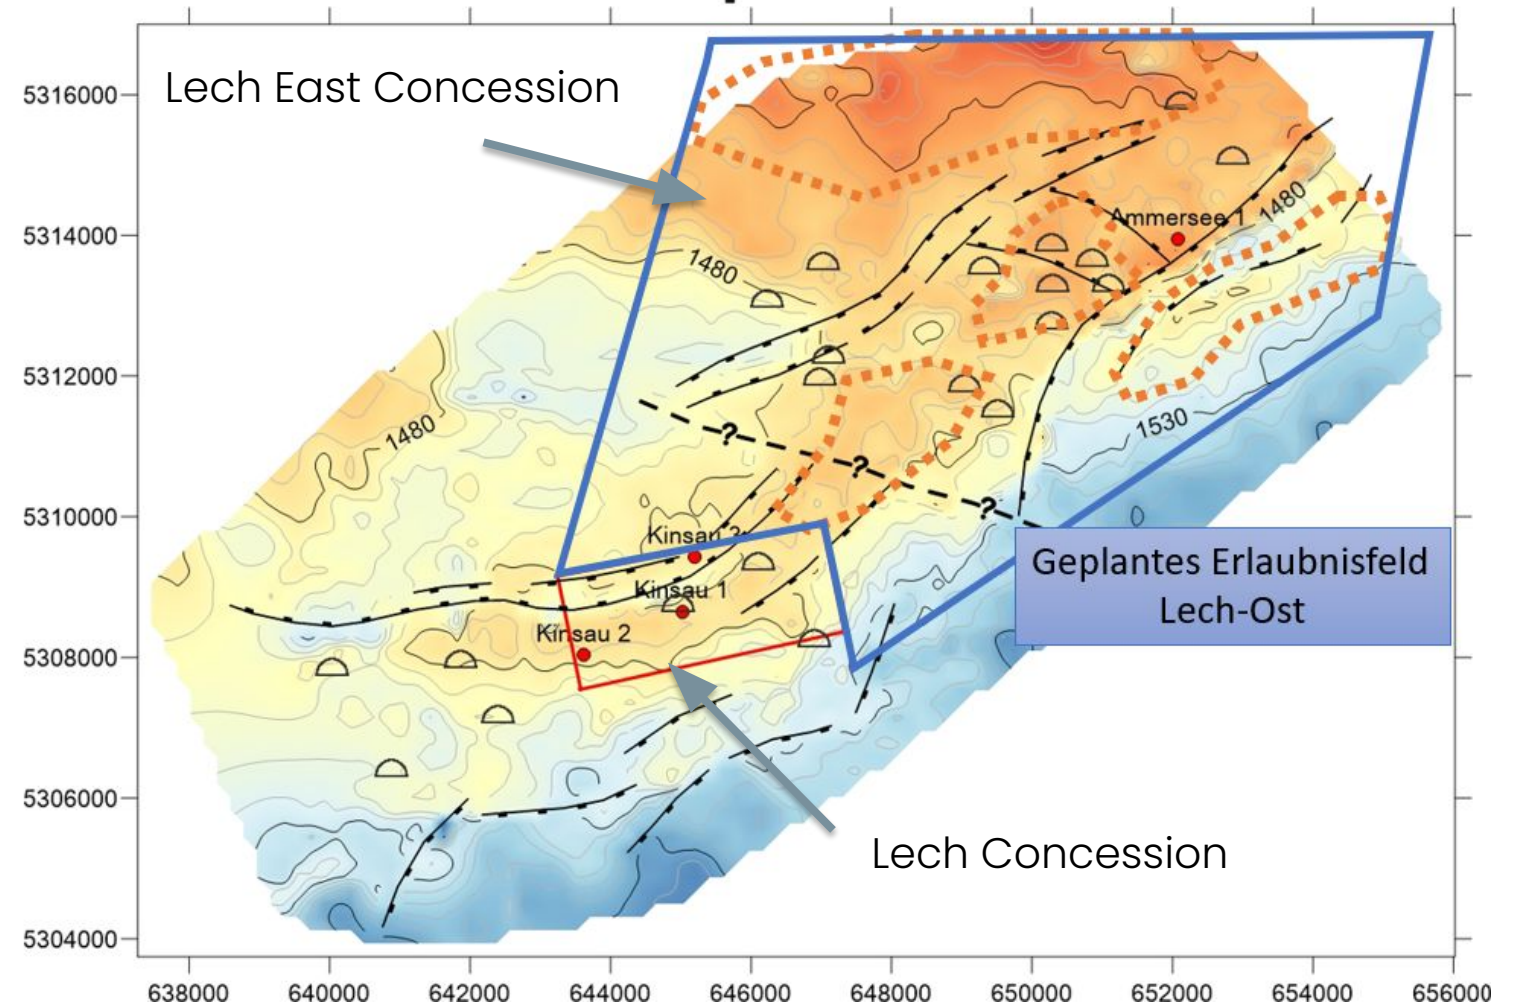 Lech East Concession
5316000
5314000
5312000
5310000
5308000
5306000
5304000
1480
Ammersee 1
1480
1480
1530
?
?
?
Kinsau 3
Kinsau 1
Kinsau 2
Geplantes Erlaubnisfeld
Lech-Ost
Lech Concession
638000 640000 642000 644000 646000 648000 650000 652000 654000 656000